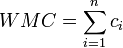 WMC = \sum_{i=1}^{n} c_i